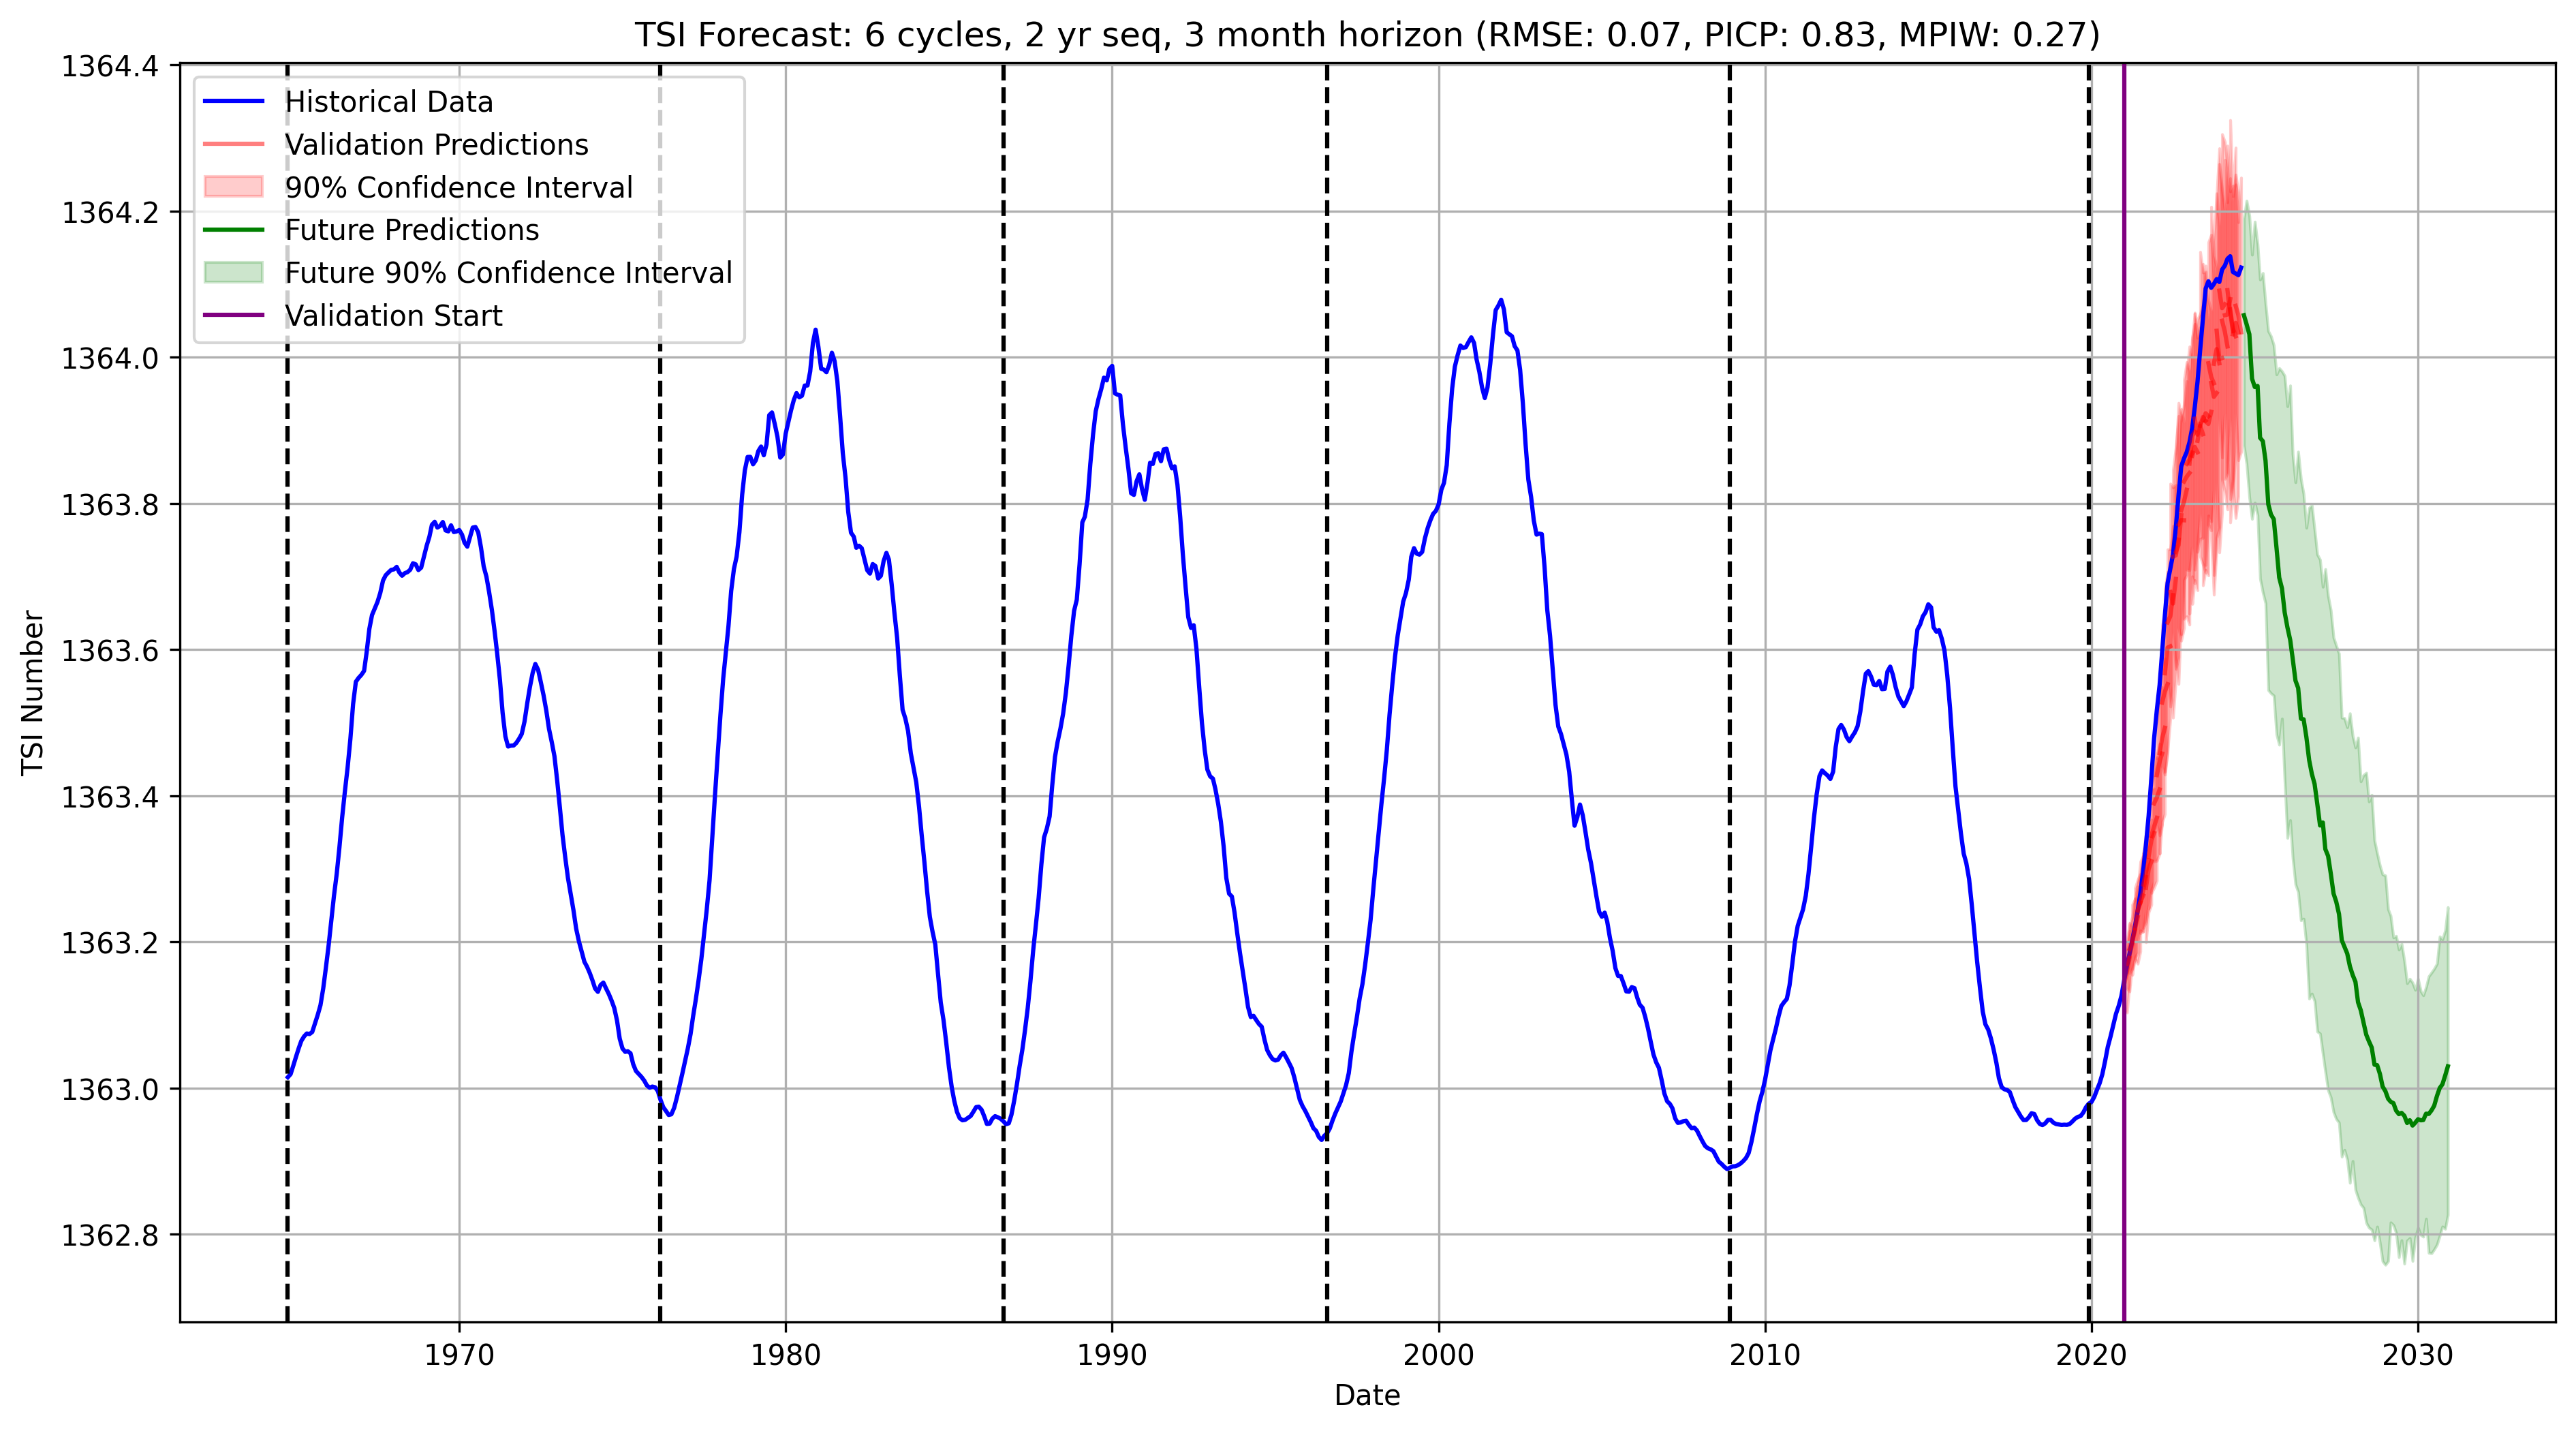 TSI Forecast: 6 cycles, 2 yr seq, 3 month horizon (RMSE: 0.07, PICP: 0.83, MPIW: 0.27)
1364.4
1364.2
1364.0
1363.8
1363.6
1363.4
1363.2
1363.0
1362.8
TSI Number
Historical Data
Validation Predictions
90% Confidence Interval
Future Predictions
Future 90% Confidence Interval
Validation Start
1970
1980
1990
2000
2010
2020
2030
Date